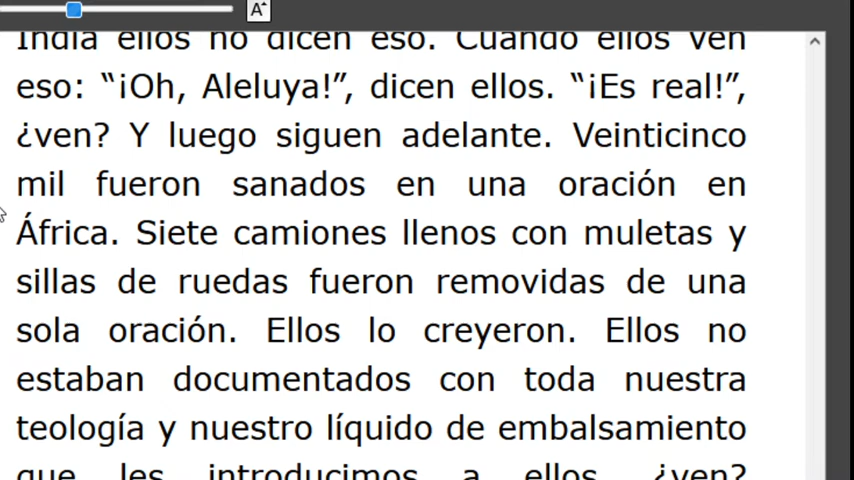 India ellos no dicen eso. Cuando ellos ven
eso: “¡Oh, Aleluya!”, dicen ellos. “¡Es real!”,
¿ven? Y luego siguen adelante. Veinticinco
mil fueron sanados en una oración en
África. Siete camiones llenos con muletas y
sillas de ruedas fueron removidas de una
sola oración. Ellos lo creyeron. Ellos no
estaban documentados con toda nuestra
teología y nuestro líquido de embalsamiento
que les introducimos a ellos, ¿ven?